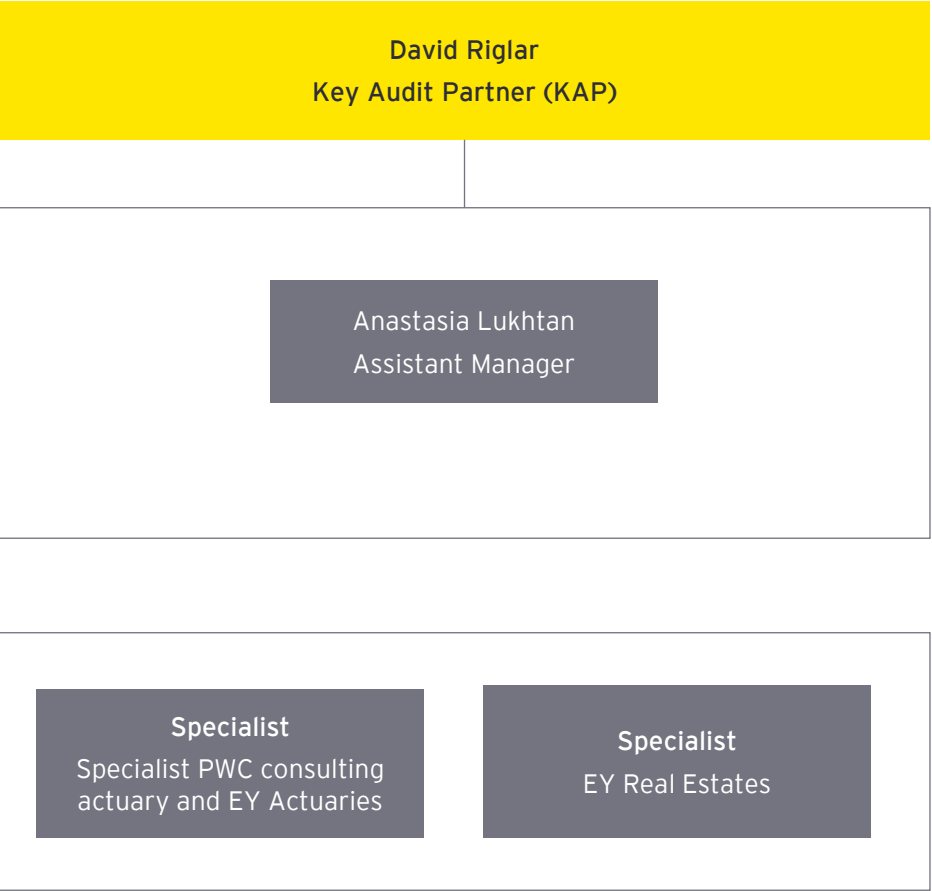 David Riglar
Key Audit Partner (KAP)
Anastasia Lukhtan
Assistant Manager
Specialist
Specialist PWC consulting
actuary and EY Actuaries
Specialist
EY Real Estates